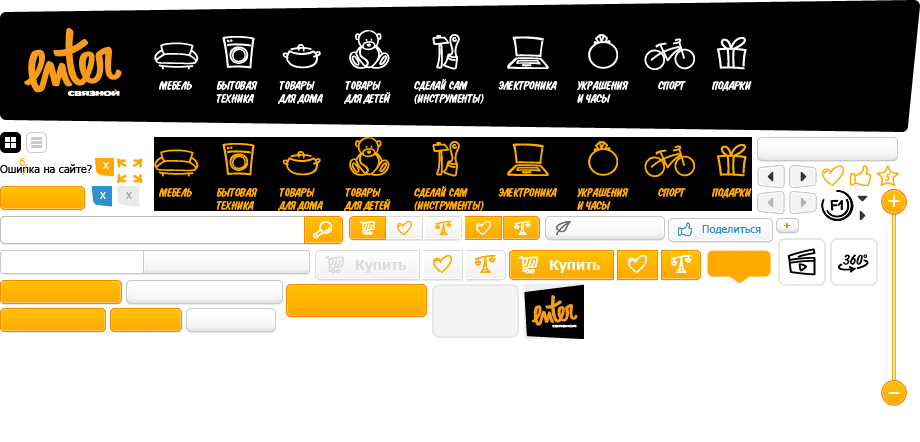 enter
СВЯЗНОЙ
МЕБЕЛЬ
БЫТОВАЯ
ТЕХНИКА
ТОВАРЫ
ДЛЯ ДОМА
ТОВАРЫ
ДЛЯ ДЕТЕЙ
СДЕЛАЙ САМ
(ИНСТРУМЕНТЫ)
ЭЛЕКТРОНИКА
УКРАШЕНИЯ
И ЧАСЫ
СПОРТ
ПОДАРКИ
Ошипка на сайте?
б
x
x
x
МЕБЕЛЬ
БЫТОВАЯ
ТЕХНИКА
ТОВАРЫ
ДЛЯ ДОМА
ТОВАРЫ
ДЛЯ ДЕТЕЙ
СДЕЛАЙ САМ
(ИНСТРУМЕНТЫ)
ЭЛЕКТРОНИКА
УКРАШЕНИЯ
И ЧАСЫ
СПОРТ
ПОДАРКИ
5
F1
+
Поделиться
+
Купить
Купить
360°
enter
СВЯЗНОЙ
−